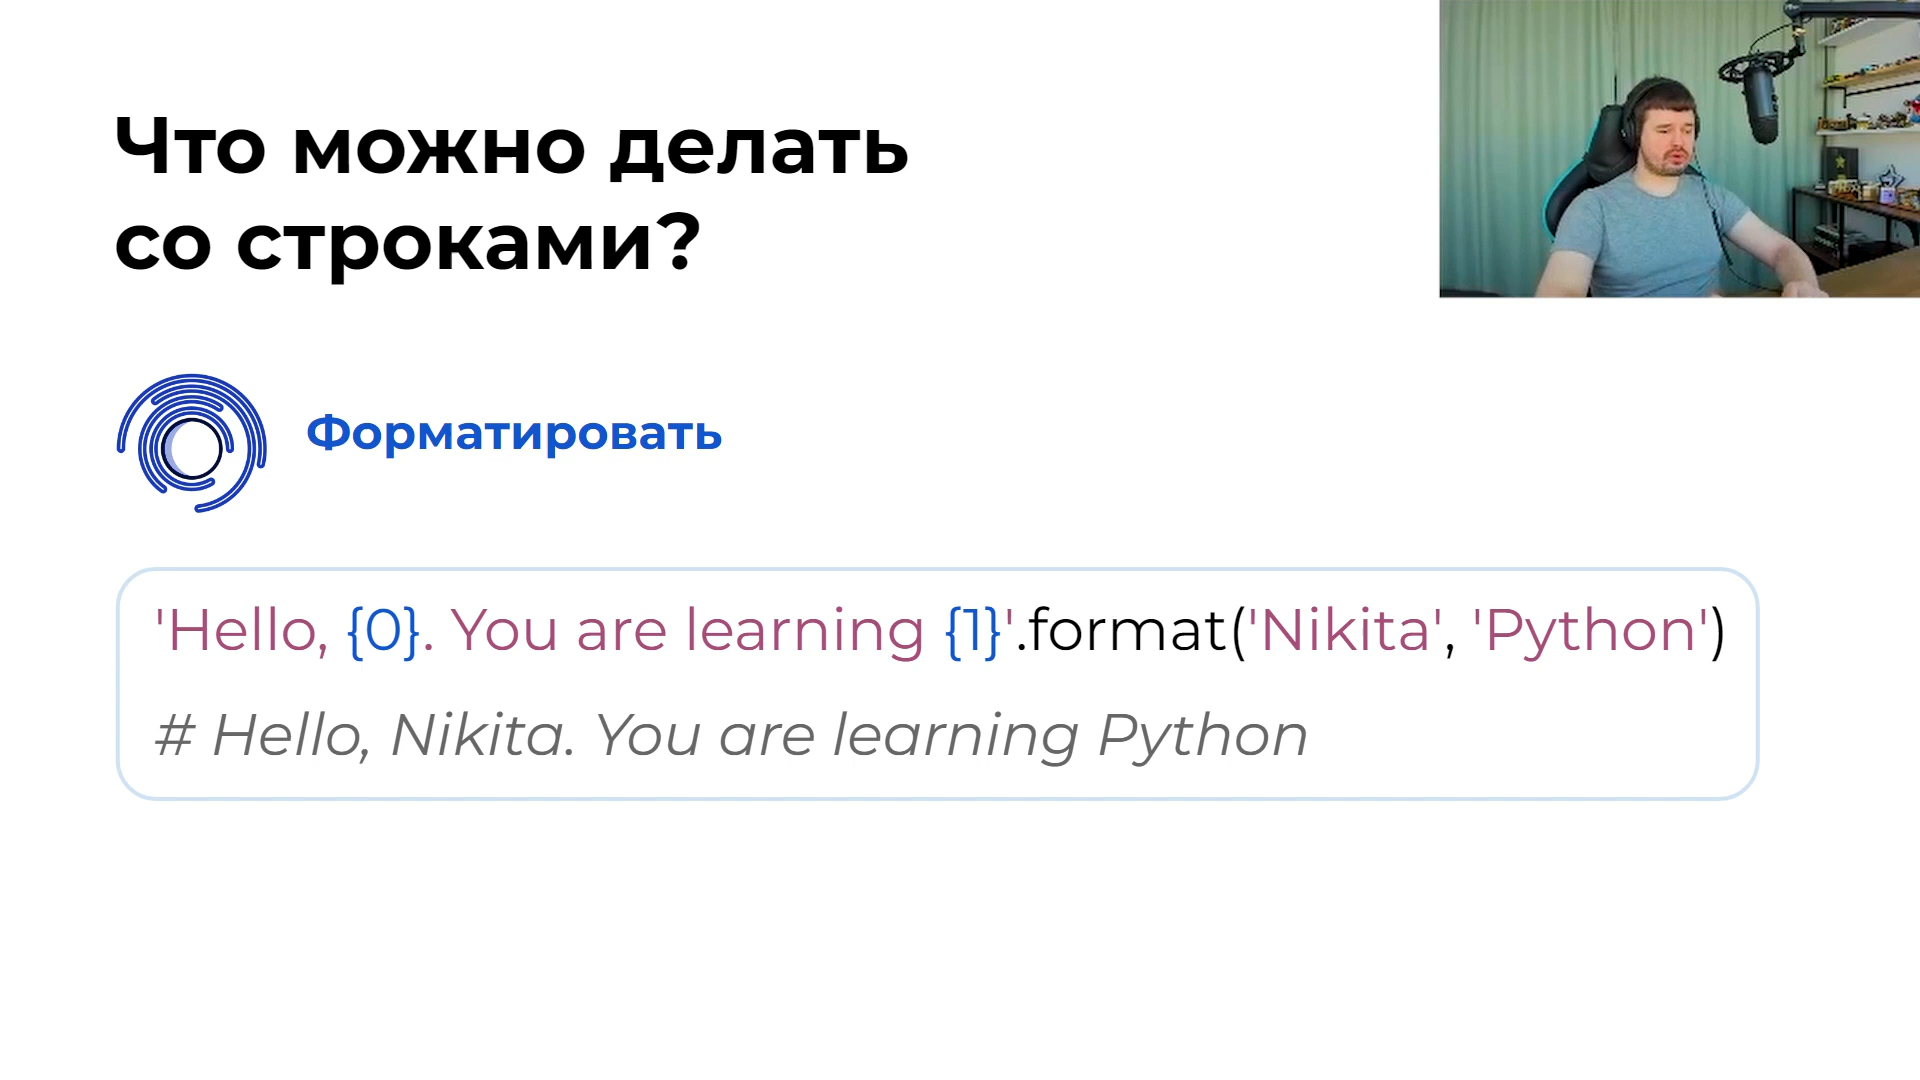 Что можно делать
со строками?
Форматировать
'Hello, {0}. You are learning {1}'.format('Nikita', 'Python')
# Hello, Nikita. You are learning Python